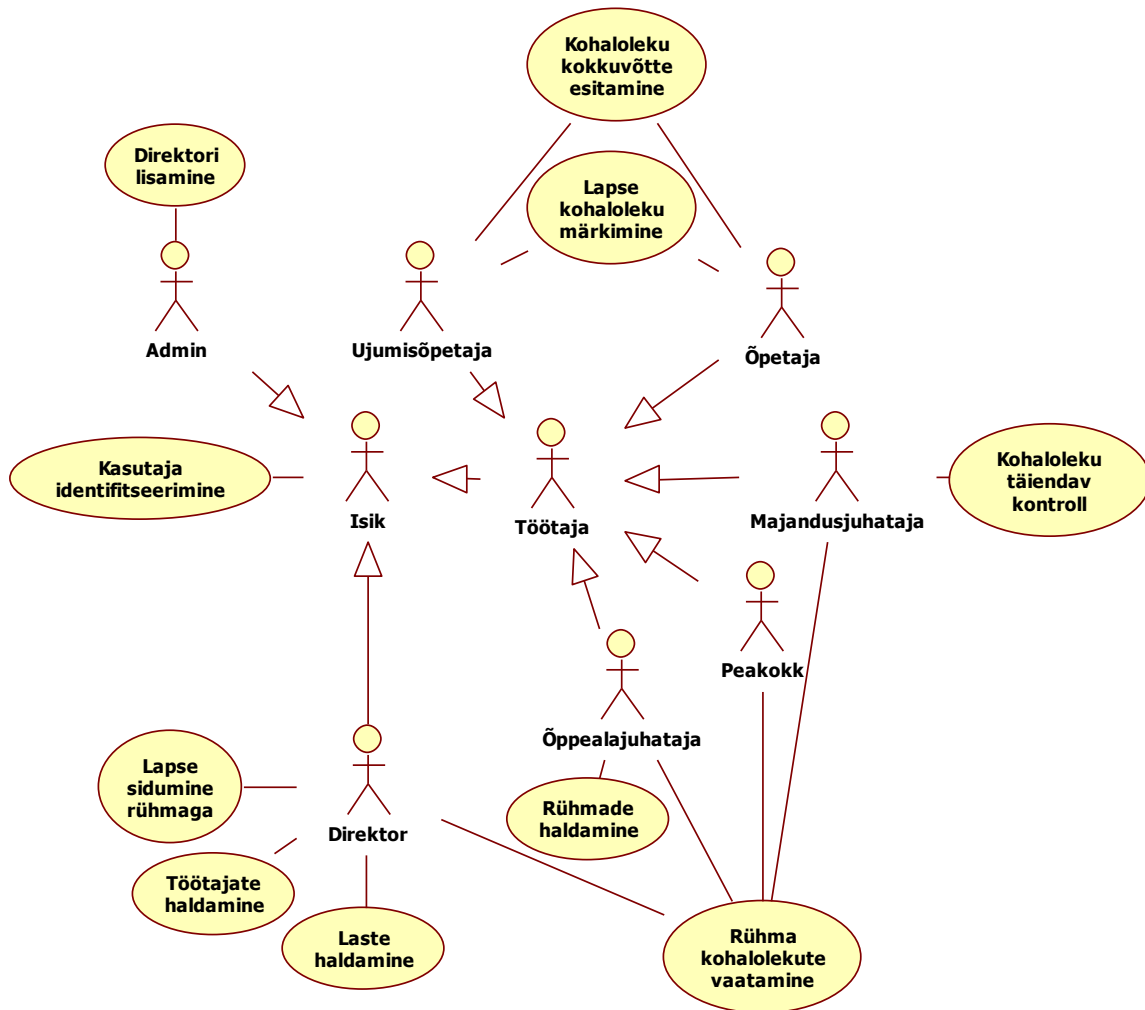 Kohaloleku
kokkuvõtte
esitamine
Direktori
lisamine
Lapse
kohaloleku
märkimine
Admin
Ujumisõpetaja
Õpetaja
Kasutaja
identifitseerimine
Isik
Töötaja
Majandusjuhataja
Kohaloleku
täiendav
kontroll
Peakokk
Õppealajuhataja
Lapse
sidumine
rühmaga
Direktor
Rühmade
haldamine
Töötajate
haldamine
Laste
haldamine
Rühma
kohalolekute
vaatamine